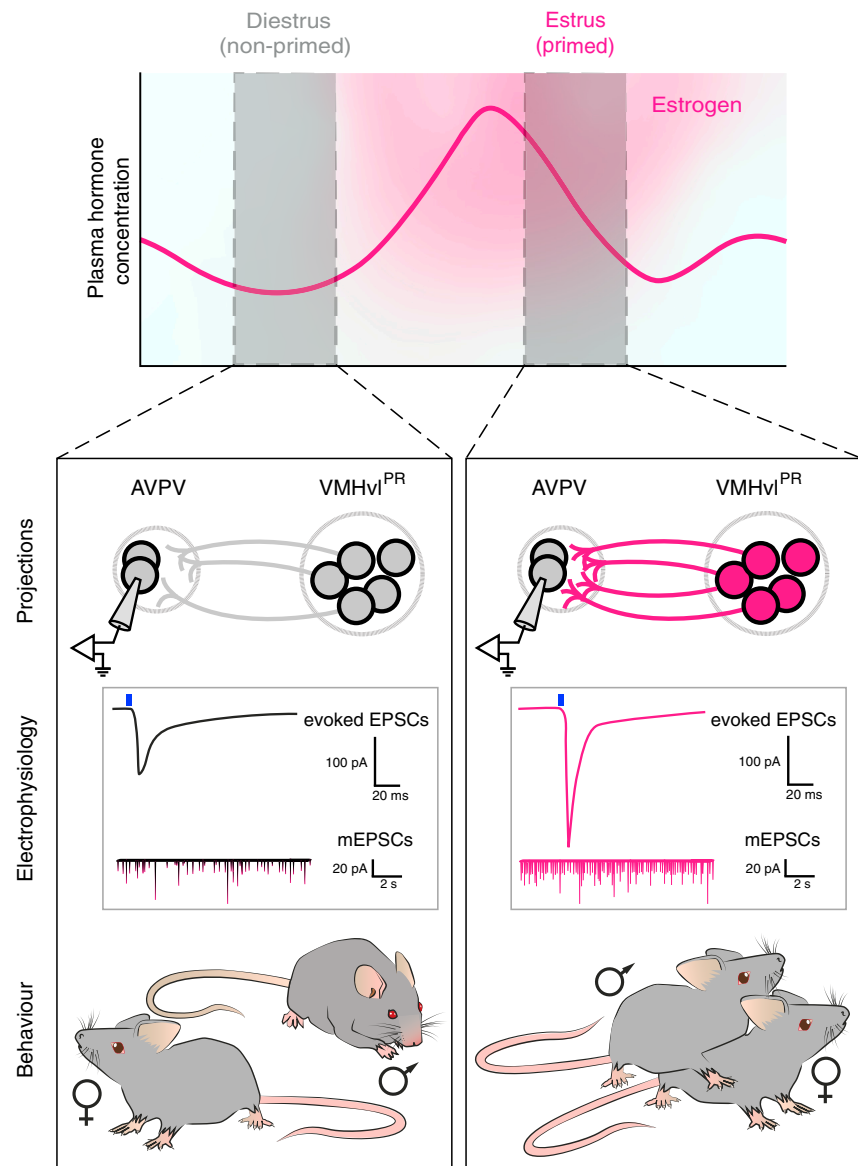 Diestrus
(non-primed)
Estrus
(primed)
Estrogen
Plasma hormone
concentration
AVPV
VMHvl^PR
AVPV
VMHvl^PR
Projections
Electrophysiology
evoked EPSCs
100 pA
20 ms
mEPSCs
20 pA
2 s
evoked EPSCs
100 pA
20 ms
mEPSCs
20 pA
2 s
Behaviour
♀
♂
♂
♀